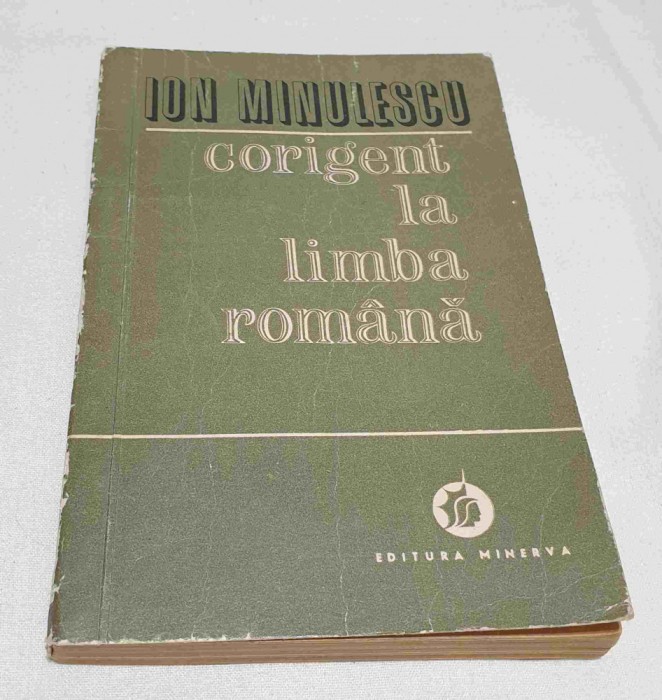 ION MINULESCU
corigent
la
limba
română
EDITURA MINERVA